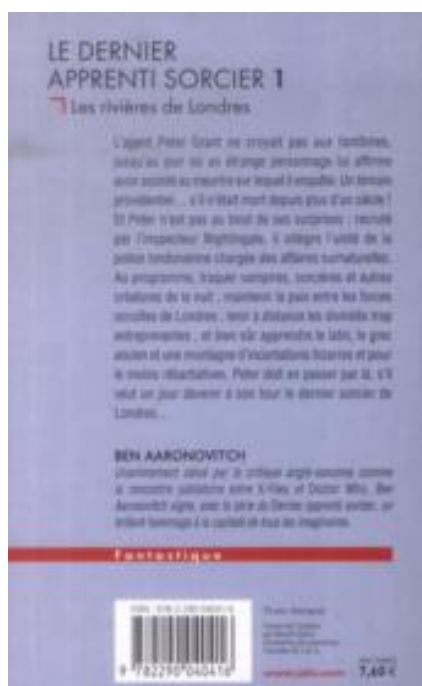 LE DERNIER
APPRENTI SORCIER 1
Les rivières de Londres
L'agent Peter Grant ne croyait pas aux fantômes,
jusqu'au jour où un étrange personnage lui affirme
avoir assisté au meurtre sur lequel il enquête. Un témoin
providentiel... s'il n'était mort depuis plus d'un siècle !
Et Peter n'est pas au bout de ses surprises : recruté
par l'inspecteur Nightingale, il intègre l'unité de la
police londonienne chargée des affaires surnaturelles.
Au programme, traquer vampires, sorcières et autres
créatures de la nuit, maintenir la paix entre les forces
occultes de Londres, tenir à distance les divinités trop
entreprenantes, et bien sûr apprendre le latin, le grec
ancien et une montagne d'incantations bizarres et pour
le moins rébarbatives. Peter doit en passer par là, s'il
veut un jour devenir à son tour le dernier sorcier de
Londres...
BEN AARONOVITCH
Unanimement salué par la critique anglo-saxonne comme
la rencontre jubilatoire entre X-Files et Doctor Who, Ben
Aaronovitch signe, avec la série du Dernier apprenti sorcier, un
brillant hommage à la capitale et tous les imaginaires.
Fantastique
9 782290 040416
7,60 €